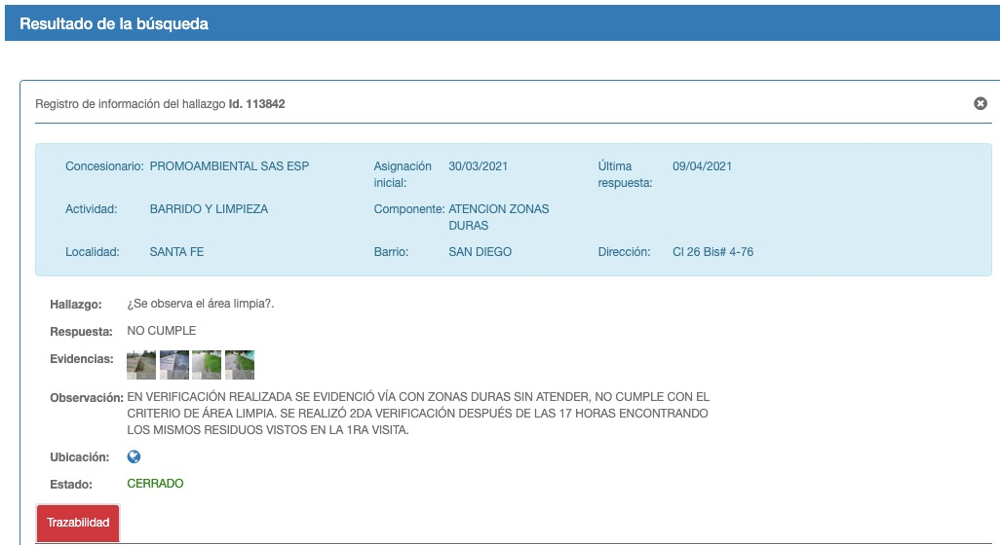 Resultado de la búsqueda
Registro de información del hallazgo Id. 113842
Concesionario: PROMOAMBIENTAL SAS ESP
Asignación inicial: 30/03/2021
Última respuesta: 09/04/2021
Actividad: BARRIDO Y LIMPIEZA
Componente: ATENCION ZONAS DURAS
Localidad: SANTA FE
Barrio: SAN DIEGO
Dirección: Cl 26 Bis# 4-76
Hallazgo: ¿Se observa el área limpia?.
Respuesta: NO CUMPLE
Evidencias:
Observación: EN VERIFICACIÓN REALIZADA SE EVIDENCIÓ VÍA CON ZONAS DURAS SIN ATENDER, NO CUMPLE CON EL
CRITERIO DE ÁREA LIMPIA. SE REALIZÓ 2DA VERIFICACIÓN DESPUÉS DE LAS 17 HORAS ENCONTRANDO
LOS MISMOS RESIDUOS VISTOS EN LA 1RA VISITA.
Ubicación:
Estado: CERRADO
Trazabilidad